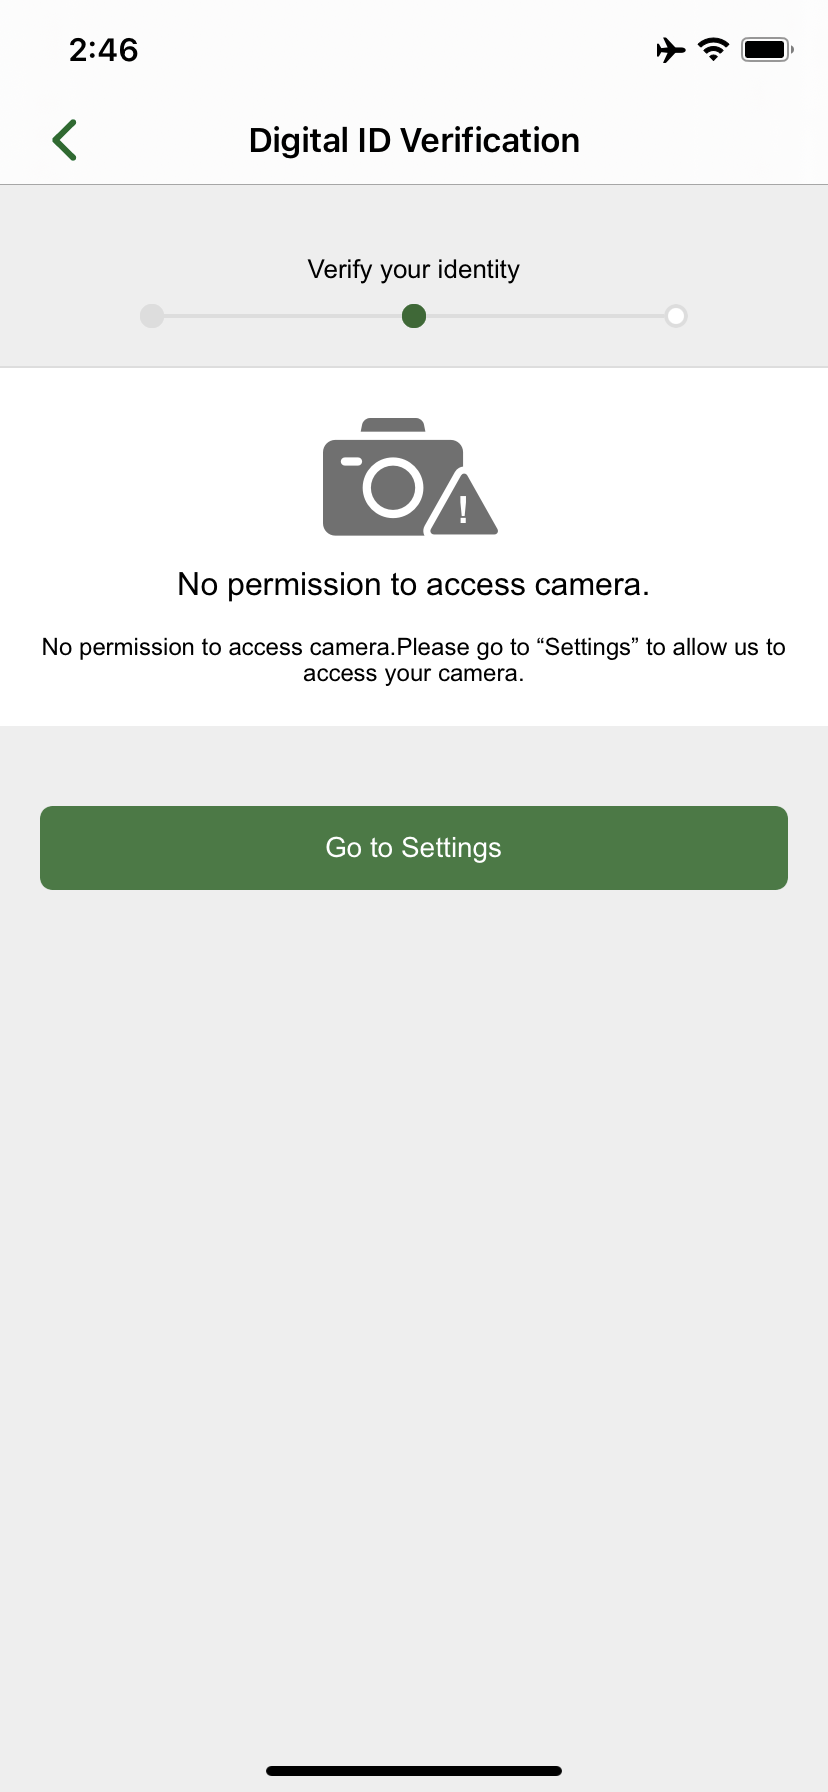 2:46
Digital ID Verification
Verify your identity
!
No permission to access camera.
No permission to access camera.Please go to “Settings” to allow us to
access your camera.
Go to Settings